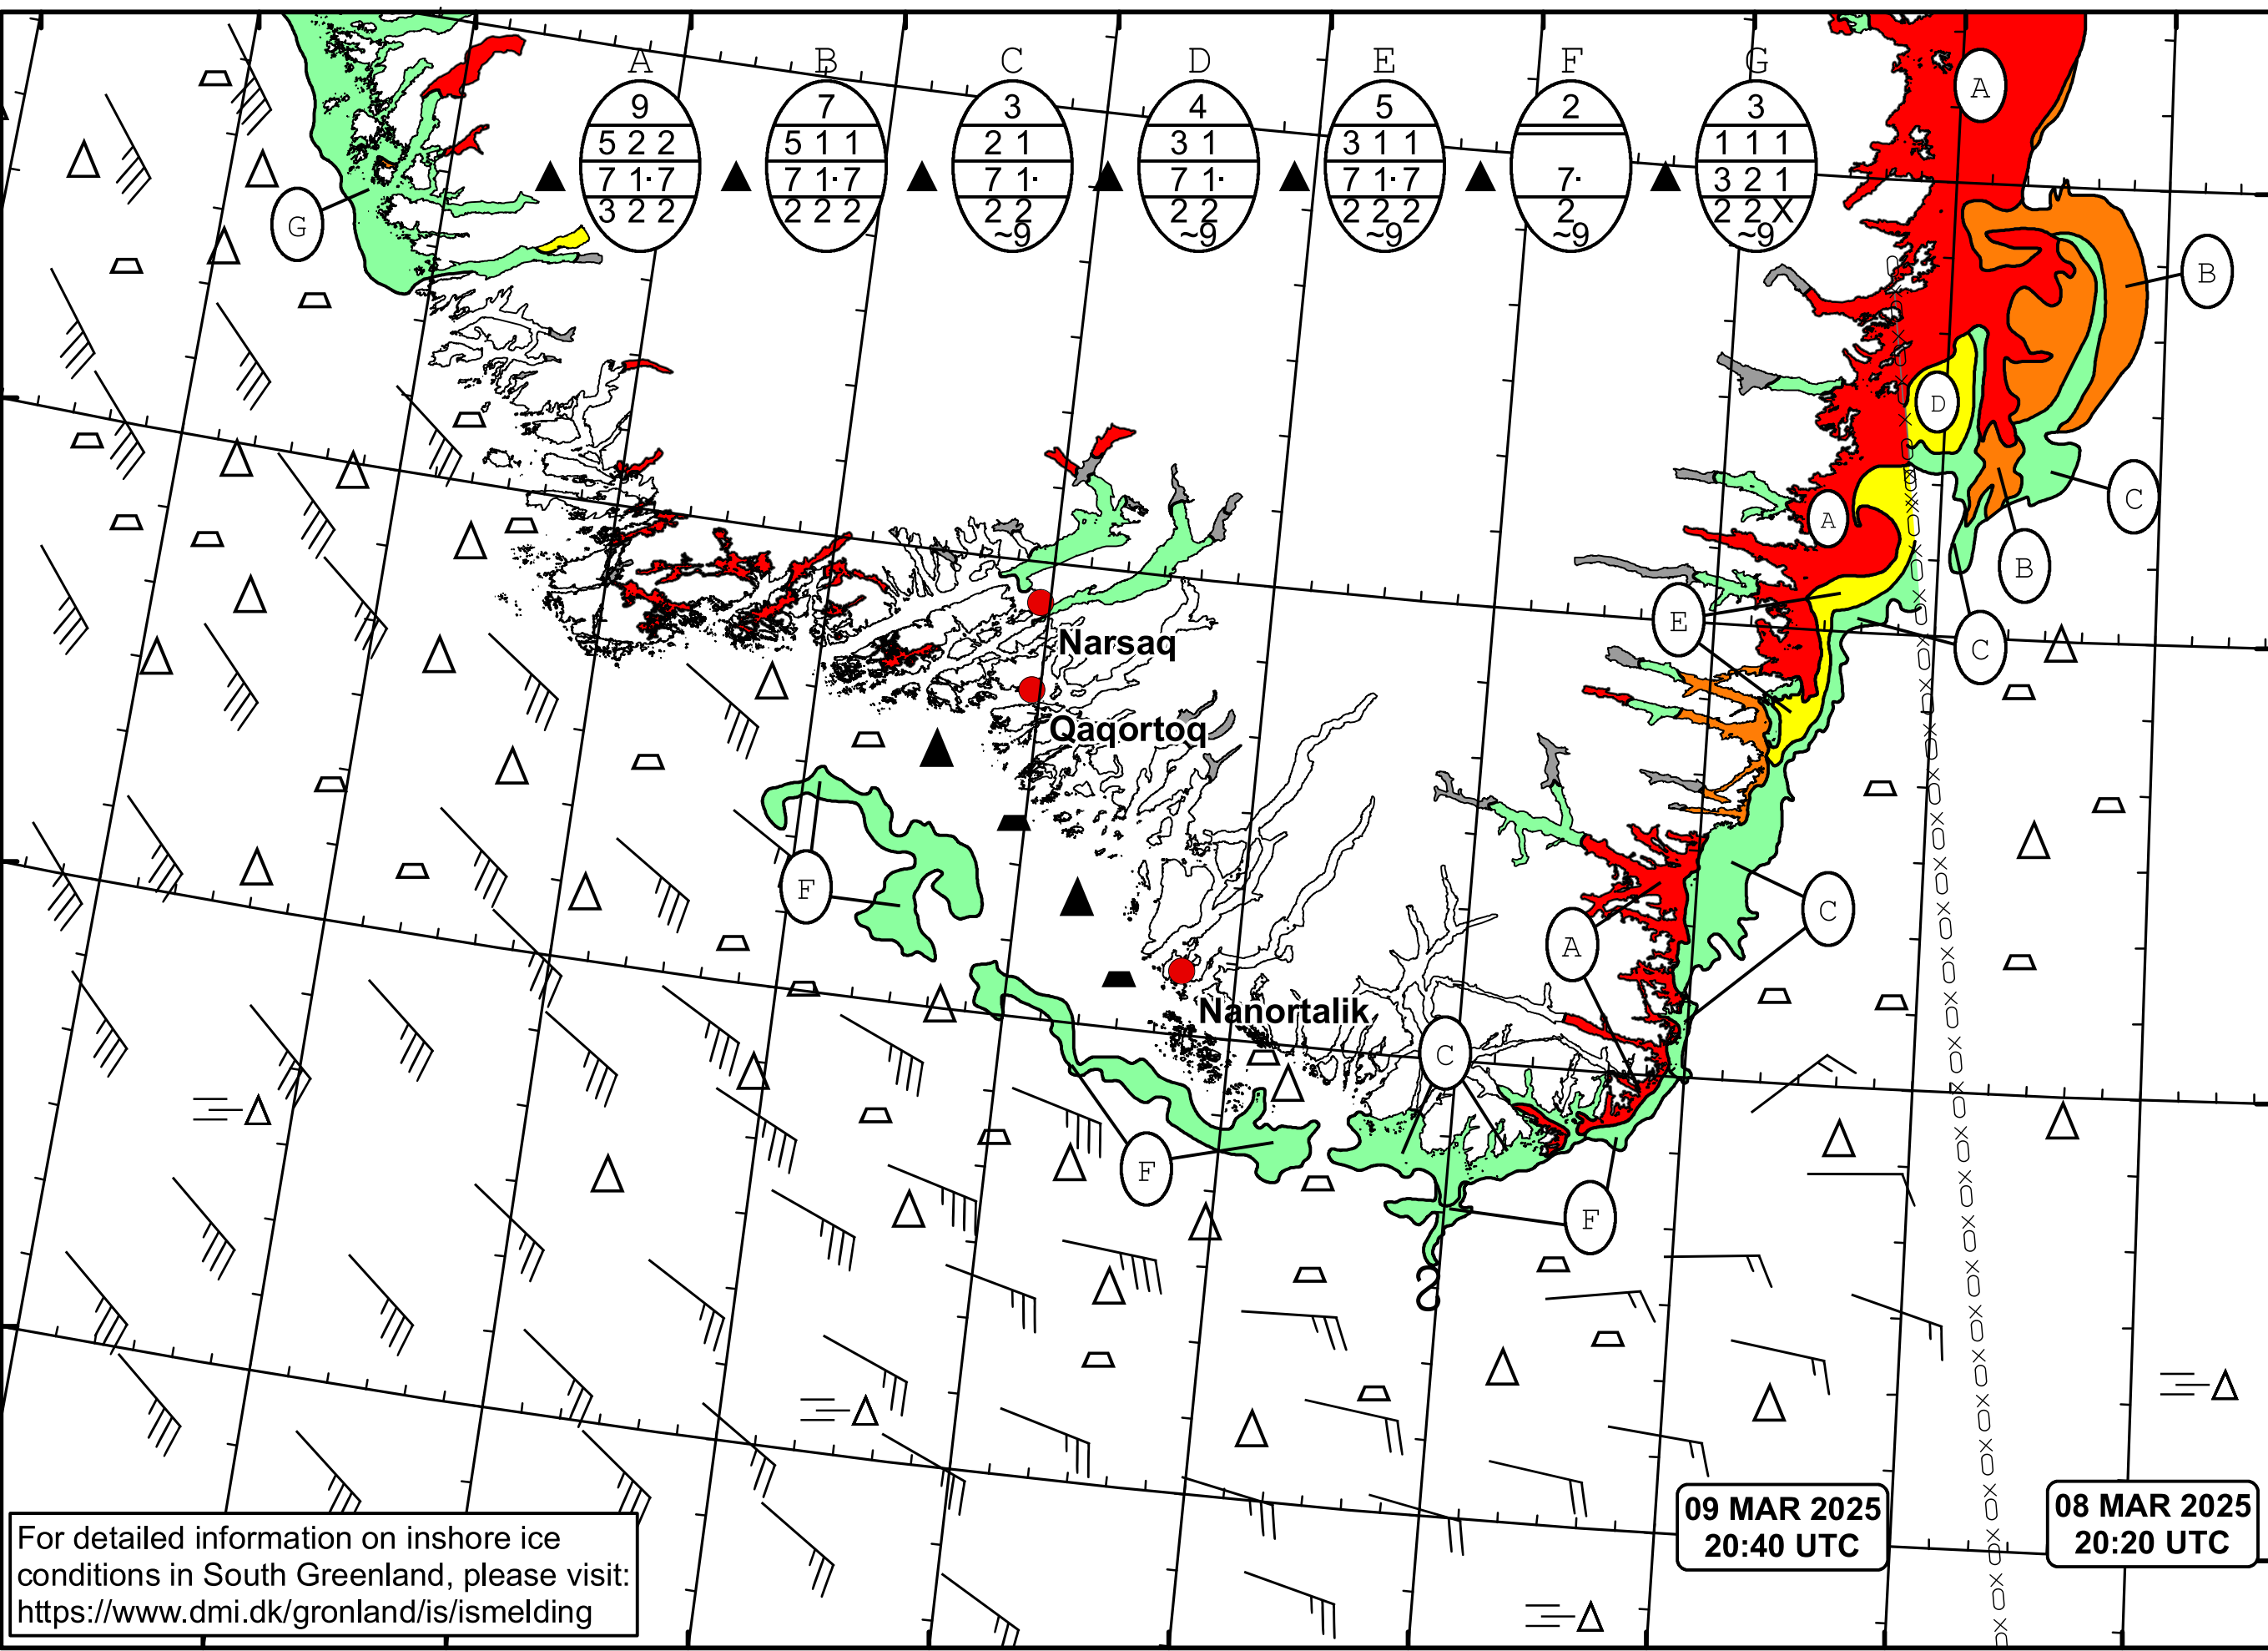 A B C D E F G
9 7 3 4 5 2 3
5 2 2 5 1 1 2 1 3 1 3 1 1 1 1 1
7 1·7 7 1·7 7 1· 7 1· 7 1·7 7· 3 2 1
3 2 2 2 2 2 2 2 2 2 2 2 2 2 2 2 X
~9 ~9 ~9 ~9 ~9
A
G
B
D
C
A
B
E
C
Narsaq
Qaqortoq
F
C
A
Nanortalik
C
F
F
09 MAR 2025
20:40 UTC
08 MAR 2025
20:20 UTC
For detailed information on inshore ice
conditions in South Greenland, please visit:
https://www.dmi.dk/gronland/is/ismelding